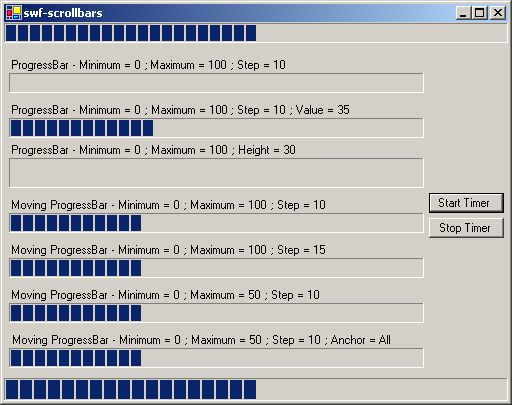 swf-scrollbars
ProgressBar - Minimum = 0 ; Maximum = 100 ; Step = 10
ProgressBar - Minimum = 0 ; Maximum = 100 ; Step = 10 ; Value = 35
ProgressBar - Minimum = 0 ; Maximum = 100 ; Height = 30
Moving ProgressBar - Minimum = 0 ; Maximum = 100 ; Step = 10
Start Timer
Stop Timer
Moving ProgressBar - Minimum = 0 ; Maximum = 100 ; Step = 15
Moving ProgressBar - Minimum = 0 ; Maximum = 50 ; Step = 10
Moving ProgressBar - Minimum = 0 ; Maximum = 50 ; Step = 10 ; Anchor = All